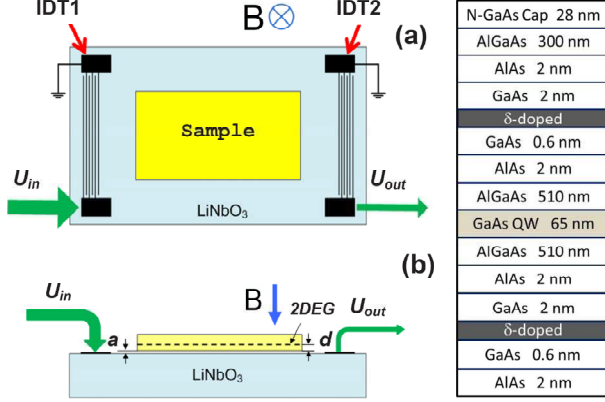 IDT1
B
IDT2
(a)
Sample
U_in
U_out
LiNbO₃
(b)
U_in
B
2DEG
U_out
a
d
LiNbO₃
N-GaAs Cap 28 nm
AlGaAs 300 nm
AlAs 2 nm
GaAs 2 nm
δ-doped
GaAs 0.6 nm
AlAs 2 nm
AlGaAs 510 nm
GaAs QW 65 nm
AlGaAs 510 nm
AlAs 2 nm
GaAs 2 nm
δ-doped
GaAs 0.6 nm
AlAs 2 nm